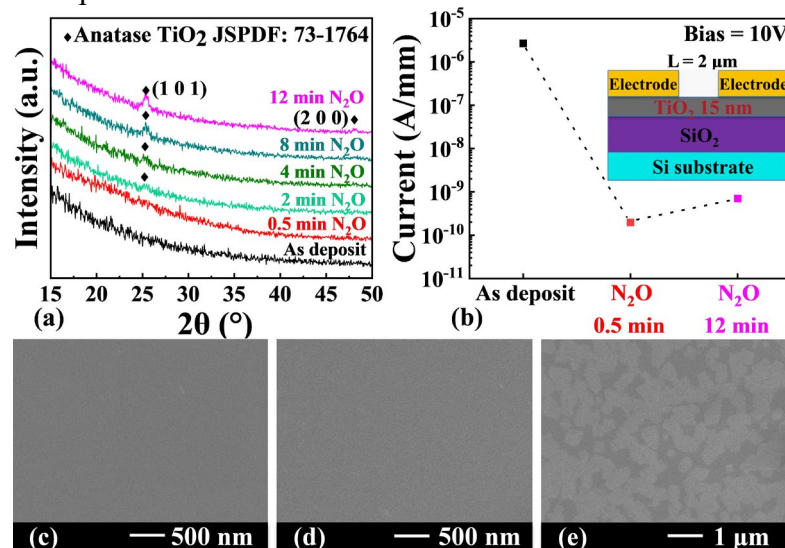 ♦ Anatase TiO₂ JSPDF: 73-1764
(1 0 1)
12 min N₂O
(2 0 0)♦
8 min N₂O
4 min N₂O
2 min N₂O
0.5 min N₂O
As deposit
Intensity (a.u.)
15 20 25 30 35 40 45 50
2θ (°)
(a)
10⁻⁵
10⁻⁶
10⁻⁷
10⁻⁸
10⁻⁹
10⁻¹⁰
10⁻¹¹
Current (A/mm)
Bias = 10V
L = 2 μm
Electrode Electrode
TiO₂ 15 nm
SiO₂
Si substrate
As deposit N₂O N₂O
0.5 min 12 min
(b)
(c) 500 nm
(d) 500 nm
(e) 1 μm